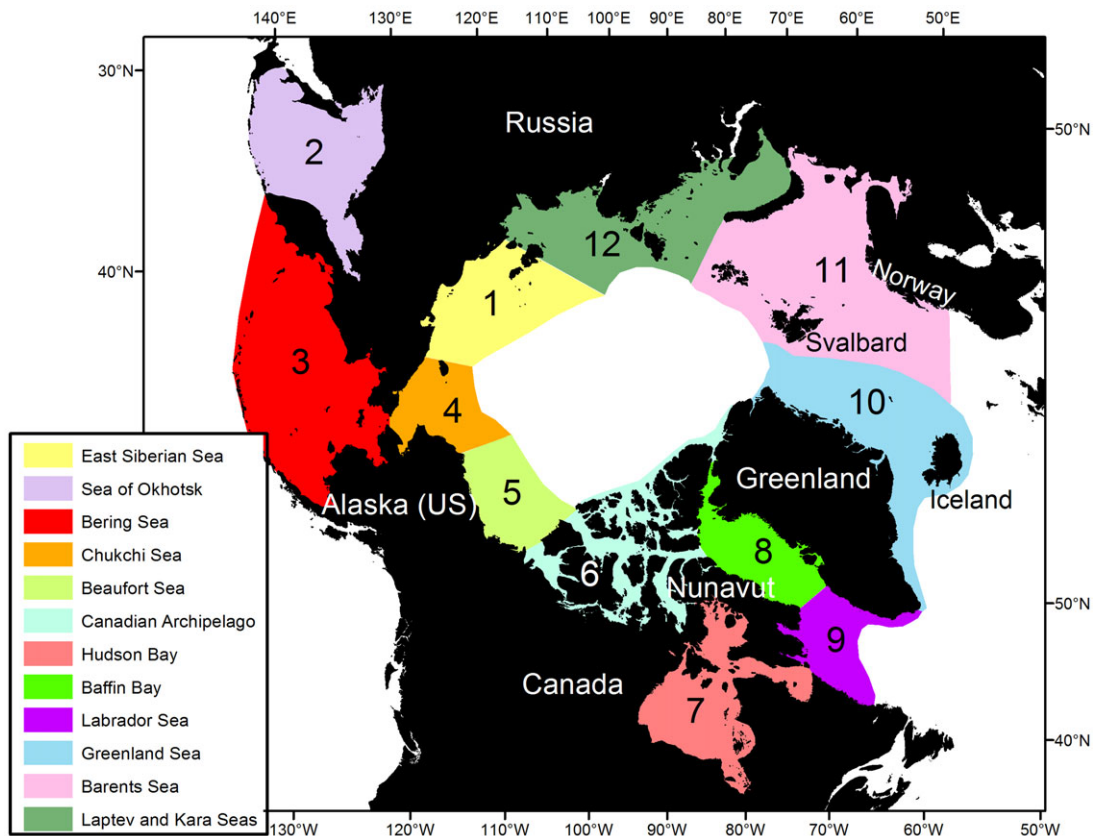 140°E 130°E 120°E 110°E 100°E 90°E 80°E 70°E 60°E 50°E
30°N
Russia
50°N
2
12
11
40°N
Norway
1
Svalbard
3
10
4
East Siberian Sea
Sea of Okhotsk
Bering Sea
Chukchi Sea
Beaufort Sea
Canadian Archipelago
Hudson Bay
Baffin Bay
Labrador Sea
Greenland Sea
Barents Sea
Laptev and Kara Seas
Greenland
5
Alaska (US)
Iceland
8
6
Nunavut
50°N
9
Canada
7
40°N
130°W 120°W 110°W 100°W 90°W 80°W 70°W 60°W 50°W